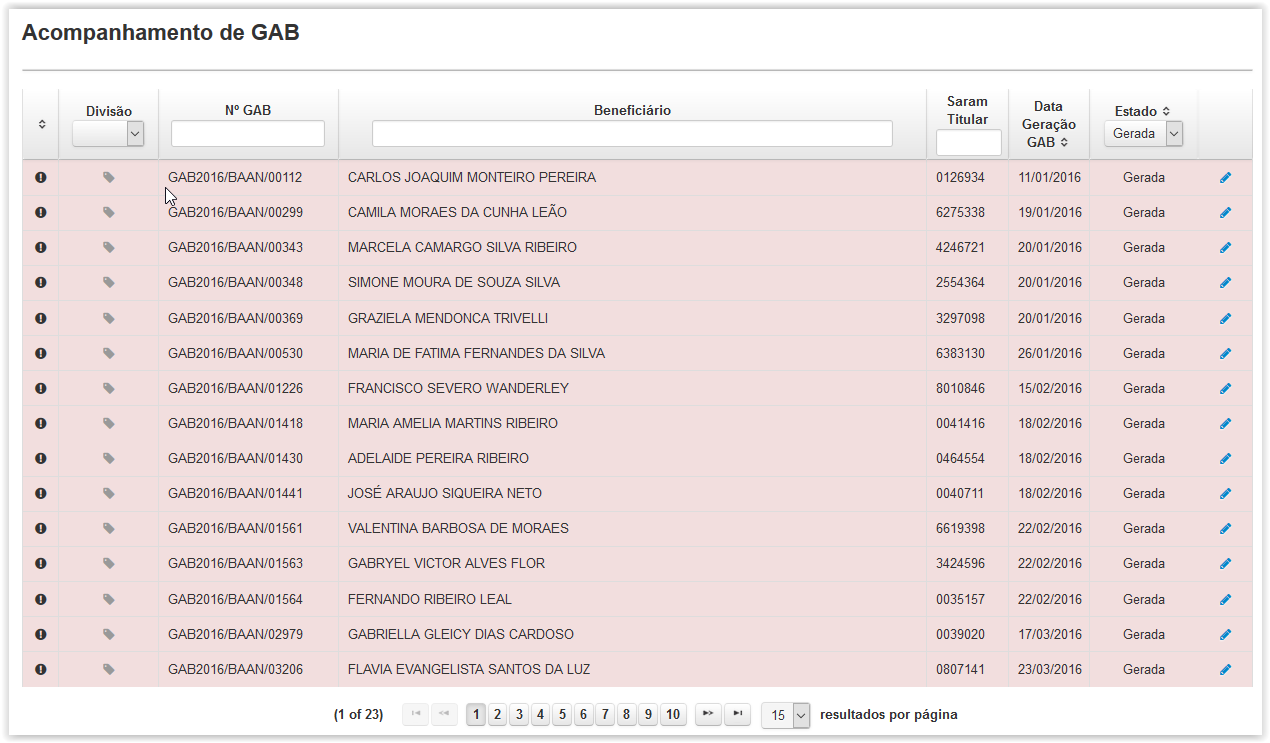 Acompanhamento de GAB
Divisão Nº GAB Beneficiário Saram Titular Data Geração GAB Estado Gerada
GAB2016/BAAN/00112 CARLOS JOAQUIM MONTEIRO PEREIRA 0126934 11/01/2016 Gerada
GAB2016/BAAN/00299 CAMILA MORAES DA CUNHA LEÃO 6275338 19/01/2016 Gerada
GAB2016/BAAN/00343 MARCELA CAMARGO SILVA RIBEIRO 4246721 20/01/2016 Gerada
GAB2016/BAAN/00348 SIMONE MOURA DE SOUZA SILVA 2554364 20/01/2016 Gerada
GAB2016/BAAN/00369 GRAZIELA MENDONCA TRIVELLI 3297098 20/01/2016 Gerada
GAB2016/BAAN/00530 MARIA DE FATIMA FERNANDES DA SILVA 6383130 26/01/2016 Gerada
GAB2016/BAAN/01226 FRANCISCO SEVERO WANDERLEY 8010846 15/02/2016 Gerada
GAB2016/BAAN/01418 MARIA AMELIA MARTINS RIBEIRO 0041416 18/02/2016 Gerada
GAB2016/BAAN/01430 ADELAIDE PEREIRA RIBEIRO 0464554 18/02/2016 Gerada
GAB2016/BAAN/01441 JOSÉ ARAUJO SIQUEIRA NETO 0040711 18/02/2016 Gerada
GAB2016/BAAN/01561 VALENTINA BARBOSA DE MORAES 6619398 22/02/2016 Gerada
GAB2016/BAAN/01563 GABRYEL VICTOR ALVES FLOR 3424596 22/02/2016 Gerada
GAB2016/BAAN/01564 FERNANDO RIBEIRO LEAL 0035157 22/02/2016 Gerada
GAB2016/BAAN/02979 GABRIELLA GLEICY DIAS CARDOSO 0039020 17/03/2016 Gerada
GAB2016/BAAN/03206 FLAVIA EVANGELISTA SANTOS DA LUZ 0807141 23/03/2016 Gerada
(1 of 23) 1 2 3 4 5 6 7 8 9 10 15 resultados por página